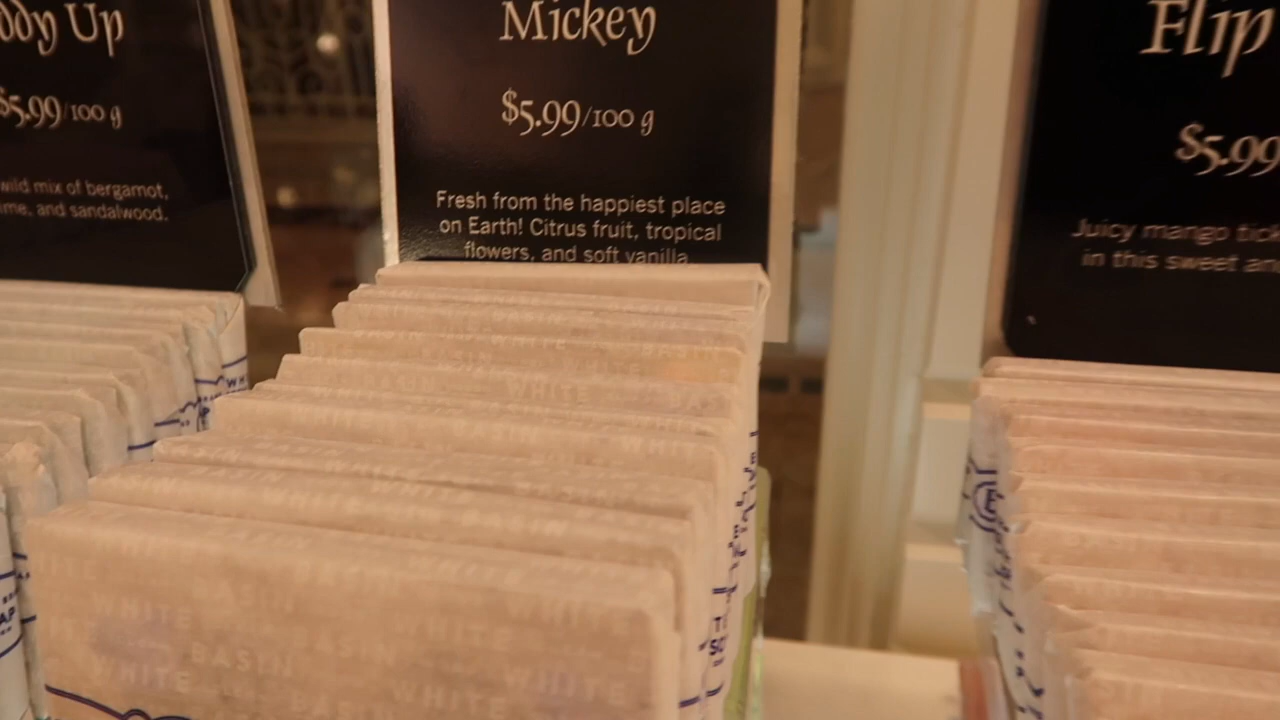 ddy Up
$5.99/100 g
wild mix of bergamot,
ime, and sandalwood.
Mickey
$5.99/100 g
Fresh from the happiest place
on Earth! Citrus fruit, tropical
flowers, and soft vanilla.
Flip
$5.99
Juicy mango tick
in this sweet an
WHITE
BASIN
WHITE
BASIN
WHITE
WHITE
BASIN
WHITE
WHITE